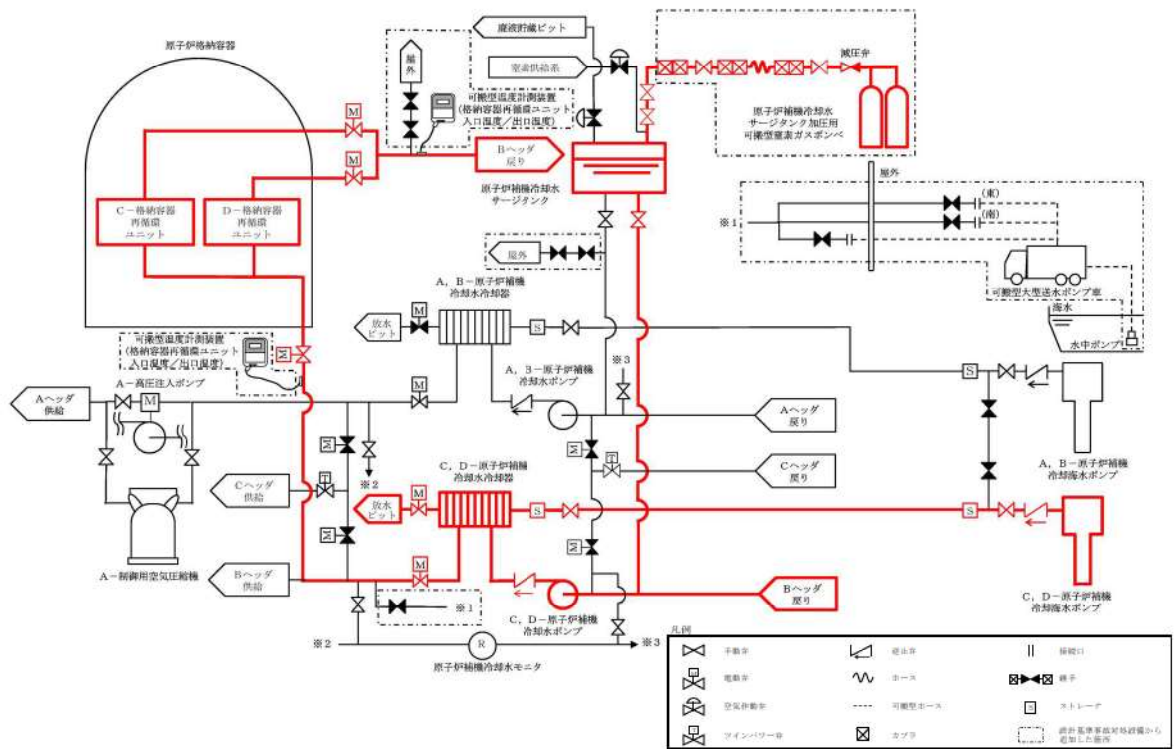 原子炉格納容器
屋外
可搬型温度計測装置
(格納容器再循環ユニット
入口温度/出口温度)
廃液貯蔵ピット
窒素供給系
減圧弁
原子炉補機冷却水
サージタンク加圧用
可搬型窒素ガスボンベ
Bヘッダ
戻り
原子炉補機冷却水
サージタンク
M
M
C-格納容器
再循環
ユニット
D-格納容器
再循環
ユニット
屋外
屋外
(東)
(南)
※1
可搬型大型送水ポンプ車
海水
水中ポンプ
A,B-原子炉補機
冷却水冷却器
放水
ピット
M
S
※3
可搬型温度計測装置
(格納容器再循環ユニット
入口温度/出口温度)
M
A-高圧注入ポンプ
M
Aヘッダ
供給
M
A,3-原子炉補機
冷却水ポンプ
S
Aヘッダ
戻り
A,B-原子炉補機
冷却海水ポンプ
M
M
T
Cヘッダ
戻り
※2
Cヘッダ
供給
T
C,D-原子炉補機
冷却水冷却器
放水
ピット
M
S
S
M
M
A-制御用空気圧縮機
Bヘッダ
供給
M
C,D-原子炉補機
冷却水ポンプ
Bヘッダ
戻り
C,D-原子炉補機
冷却海水ポンプ
※1
※2
R
※3
原子炉補機冷却水モニタ
凡例
手動弁
逆止弁
接続口
M
電動弁
ホース
継手
空気作動弁
可搬型ホース
S
ストレーナ
T
ツインパワー弁
カプラ
設計基準事故対処設備から
追加した箇所